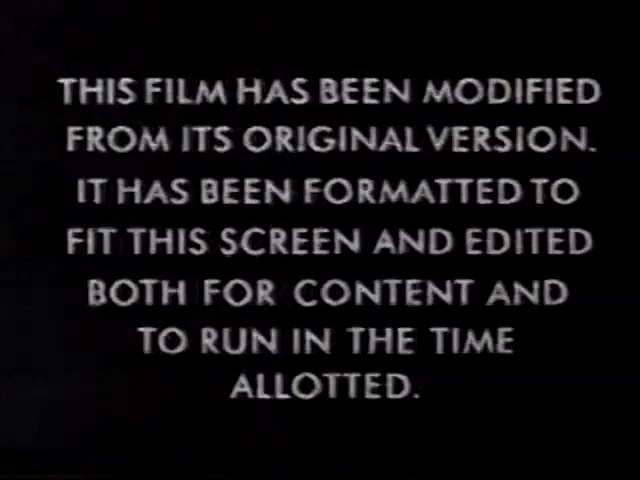 THIS FILM HAS BEEN MODIFIED
FROM ITS ORIGINAL VERSION.
IT HAS BEEN FORMATTED TO
FIT THIS SCREEN AND EDITED
BOTH FOR CONTENT AND
TO RUN IN THE TIME
ALLOTTED.